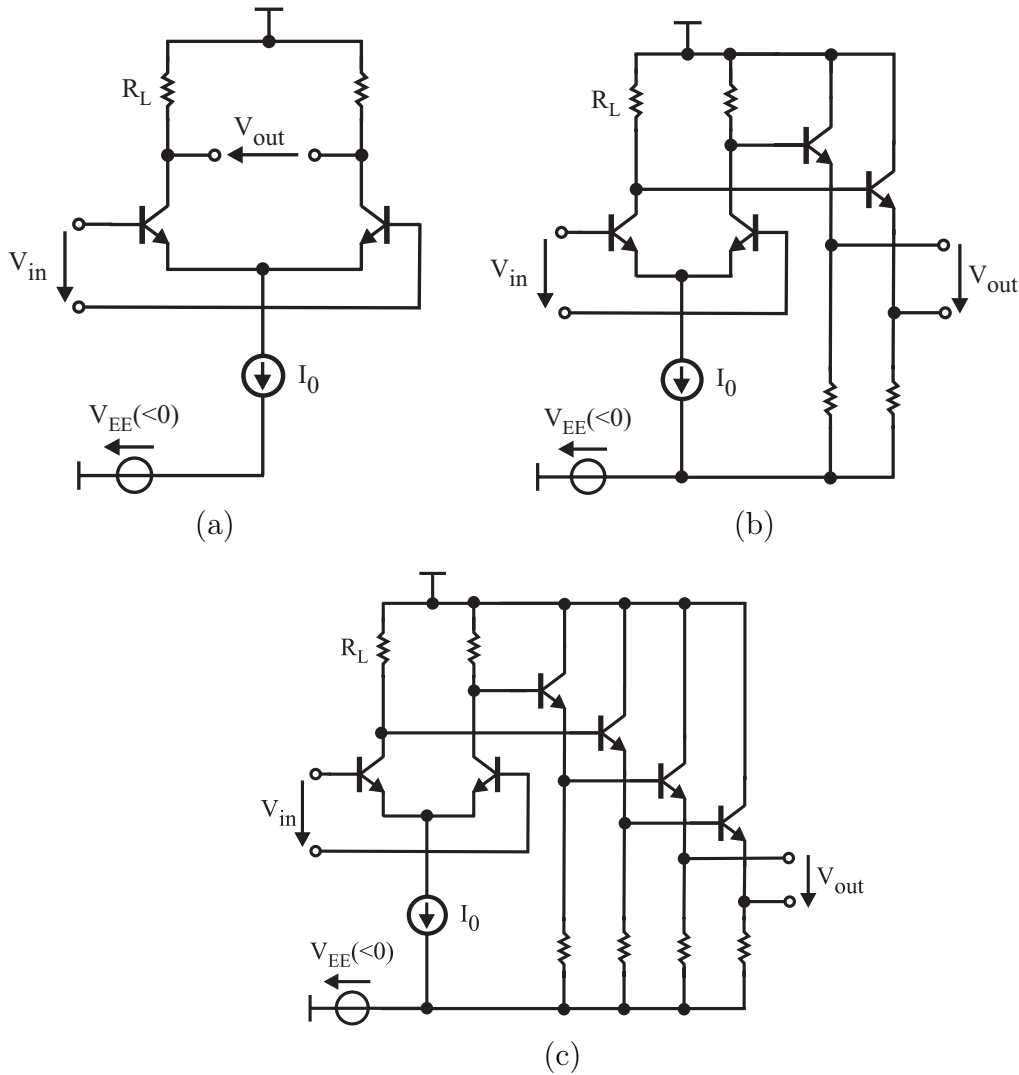 R_L
V_out
V_in
I_0
V_EE(<0)
(a)
R_L
V_in
V_out
I_0
V_EE(<0)
(b)
R_L
V_in
V_out
I_0
V_EE(<0)
(c)